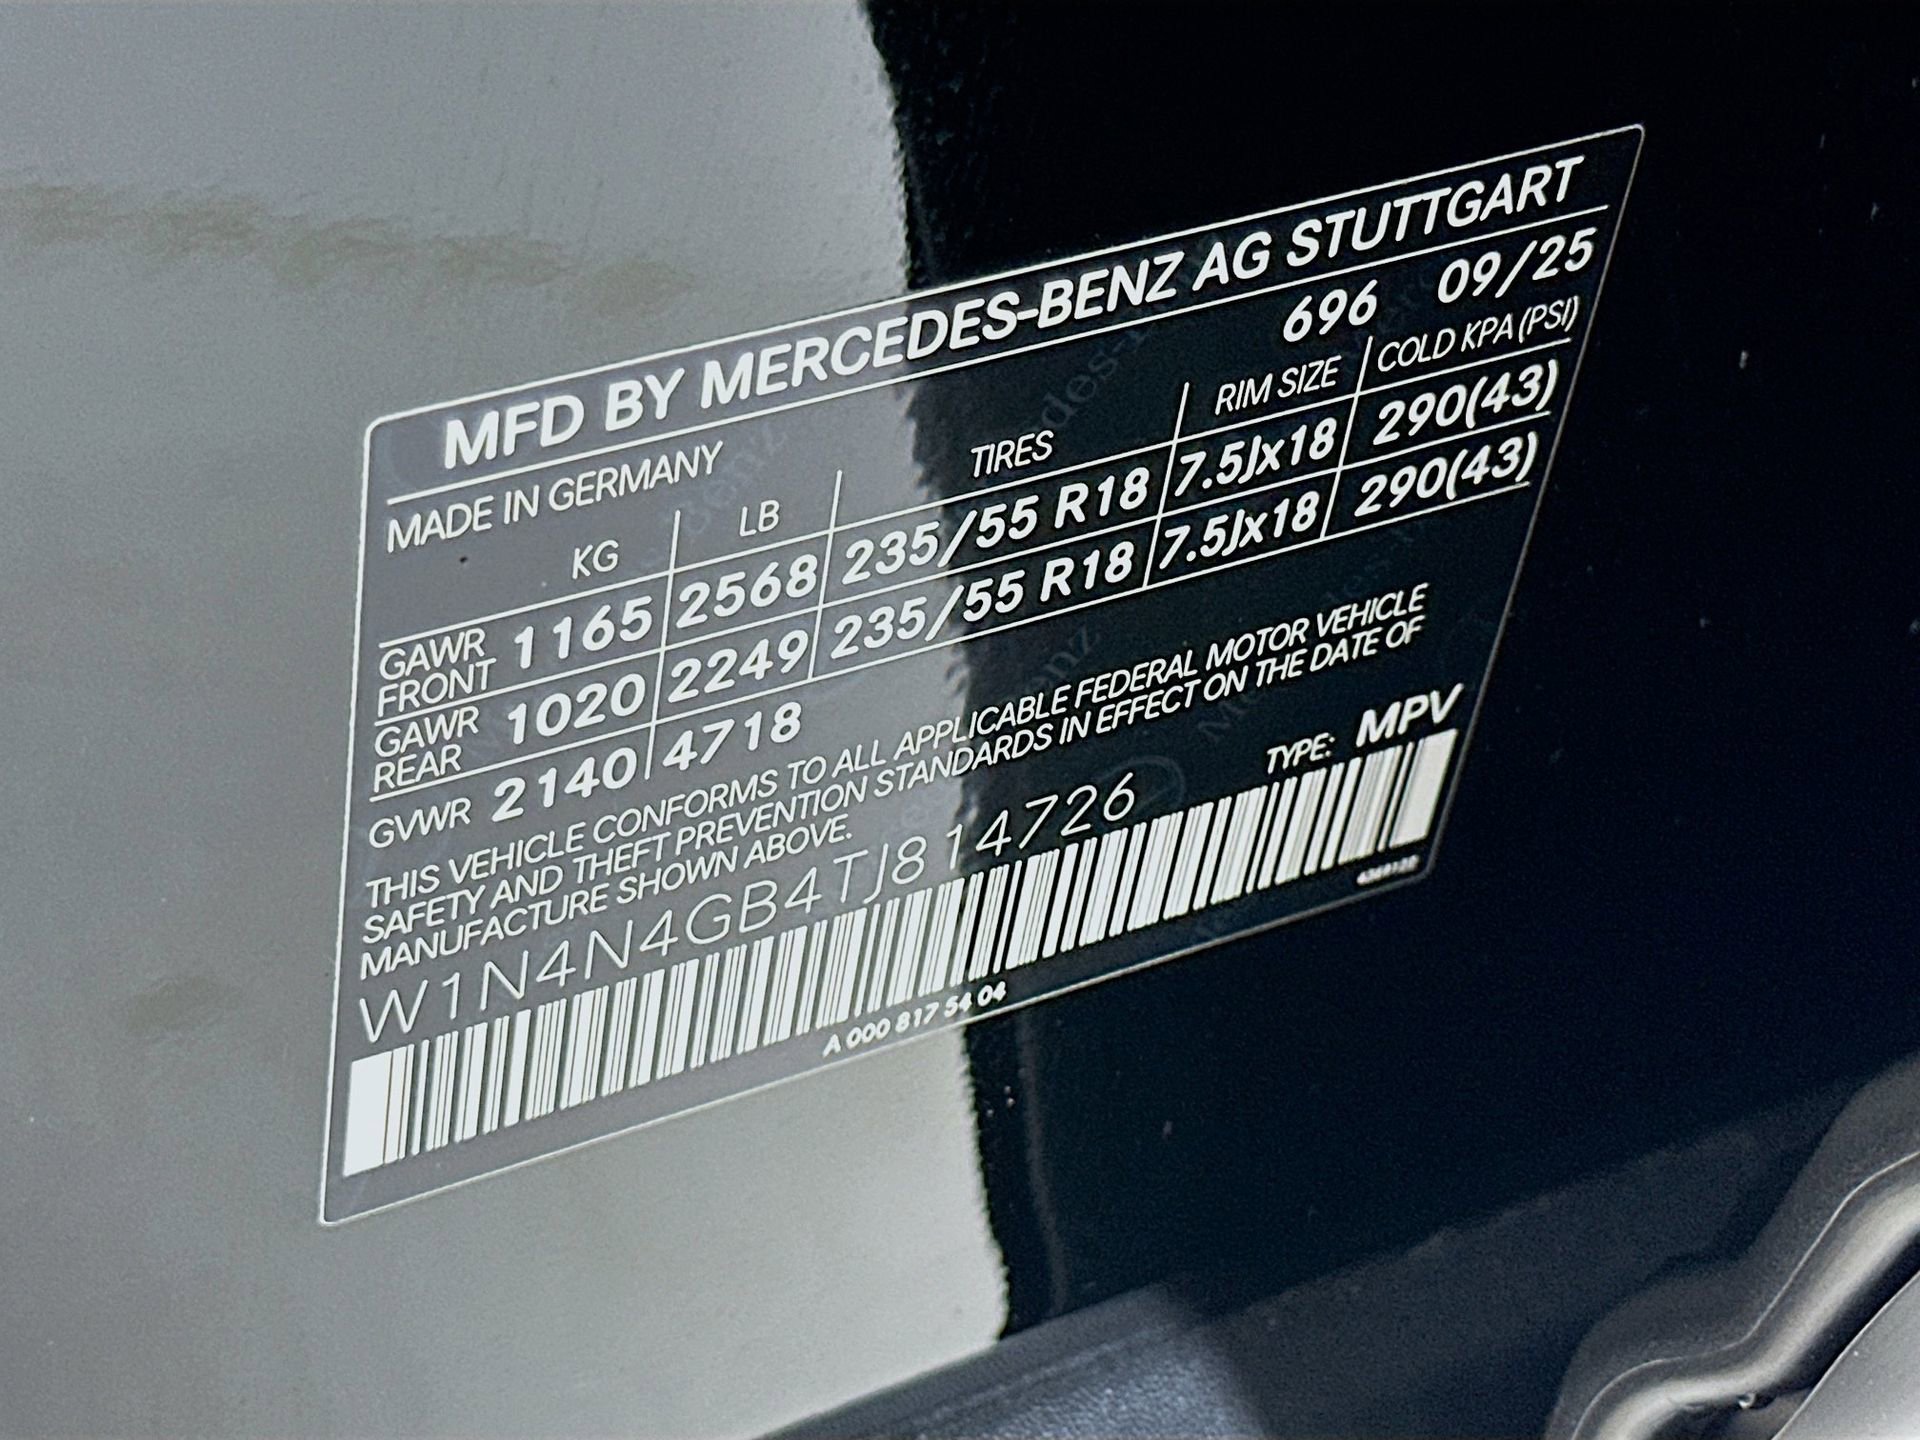 MFD BY MERCEDES-BENZ AG STUTTGART
MADE IN GERMANY 696 09/25
KG LB TIRES RIM SIZE COLD KPA (PSI)
GAWR FRONT 1165 2568 235/55 R18 7.5Jx18 290(43)
GAWR REAR 1020 2249 235/55 R18 7.5Jx18 290(43)
GVWR 2140 4718
THIS VEHICLE CONFORMS TO ALL APPLICABLE FEDERAL MOTOR VEHICLE
SAFETY AND THEFT PREVENTION STANDARDS IN EFFECT ON THE DATE OF
MANUFACTURE SHOWN ABOVE.
TYPE: MPV
W1N4N4GB4TJ814726
A 000 817 54 04